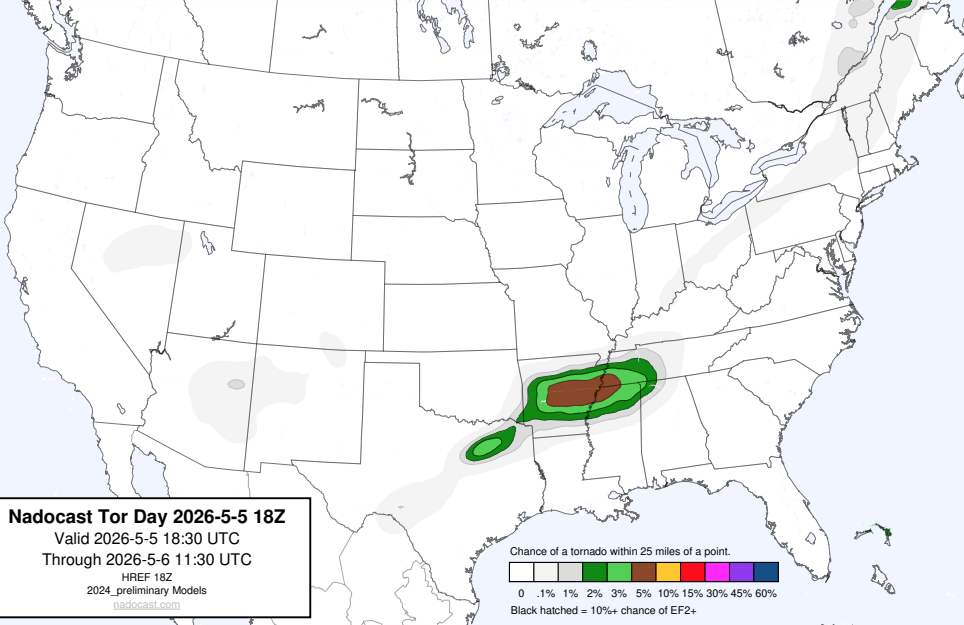 Nadocast Tor Day 2026-5-5 18Z
Valid 2026-5-5 18:30 UTC
Through 2026-5-6 11:30 UTC
HREF 18Z
2024_preliminary Models
nadocast.com
Chance of a tornado within 25 miles of a point.
0 .1% 1% 2% 3% 5% 10% 15% 30% 45% 60%
Black hatched = 10%+ chance of EF2+